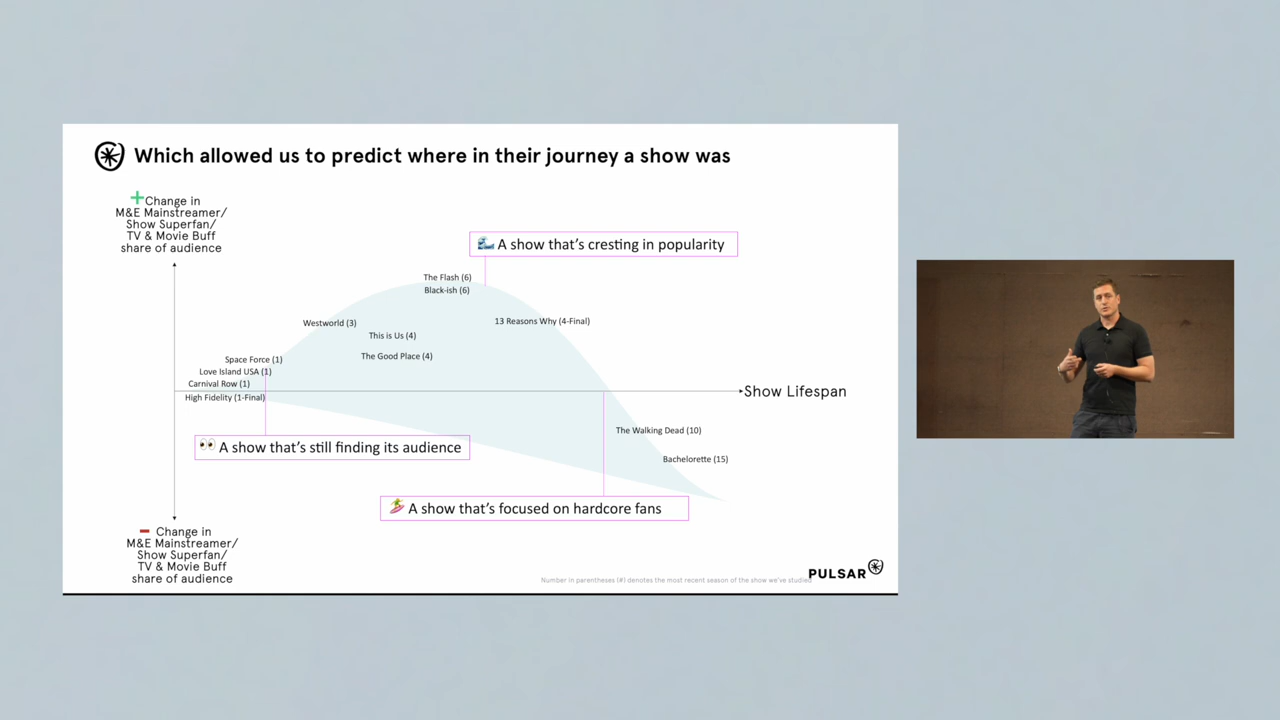 Which allowed us to predict where in their journey a show was
+ Change in
M&E Mainstreamer/
Show Superfan/
TV & Movie Buff
share of audience
A show that's cresting in popularity
The Flash (6)
Black-ish (6)
Westworld (3)
13 Reasons Why (4-Final)
This is Us (4)
The Good Place (4)
Space Force (1)
Love Island USA (1)
Carnival Row (1)
High Fidelity (1-Final)
Show Lifespan
The Walking Dead (10)
A show that's still finding its audience
Bachelorette (15)
A show that's focused on hardcore fans
- Change in
M&E Mainstreamer/
Show Superfan/
TV & Movie Buff
share of audience
Number in parentheses (#) denotes the most recent season of the show we've studied
PULSAR